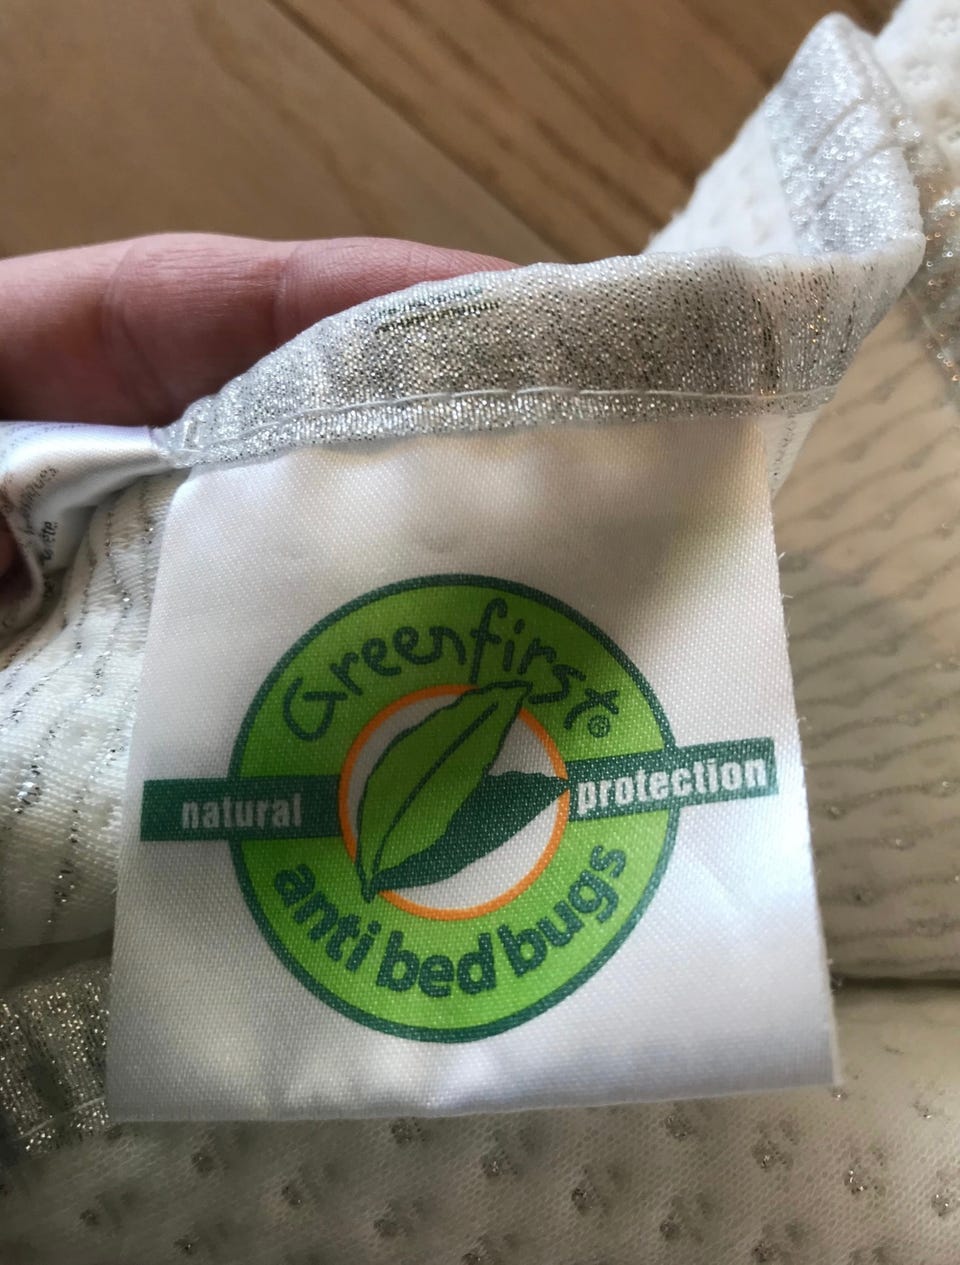 Greenfirst®
natural protection
anti bed bugs